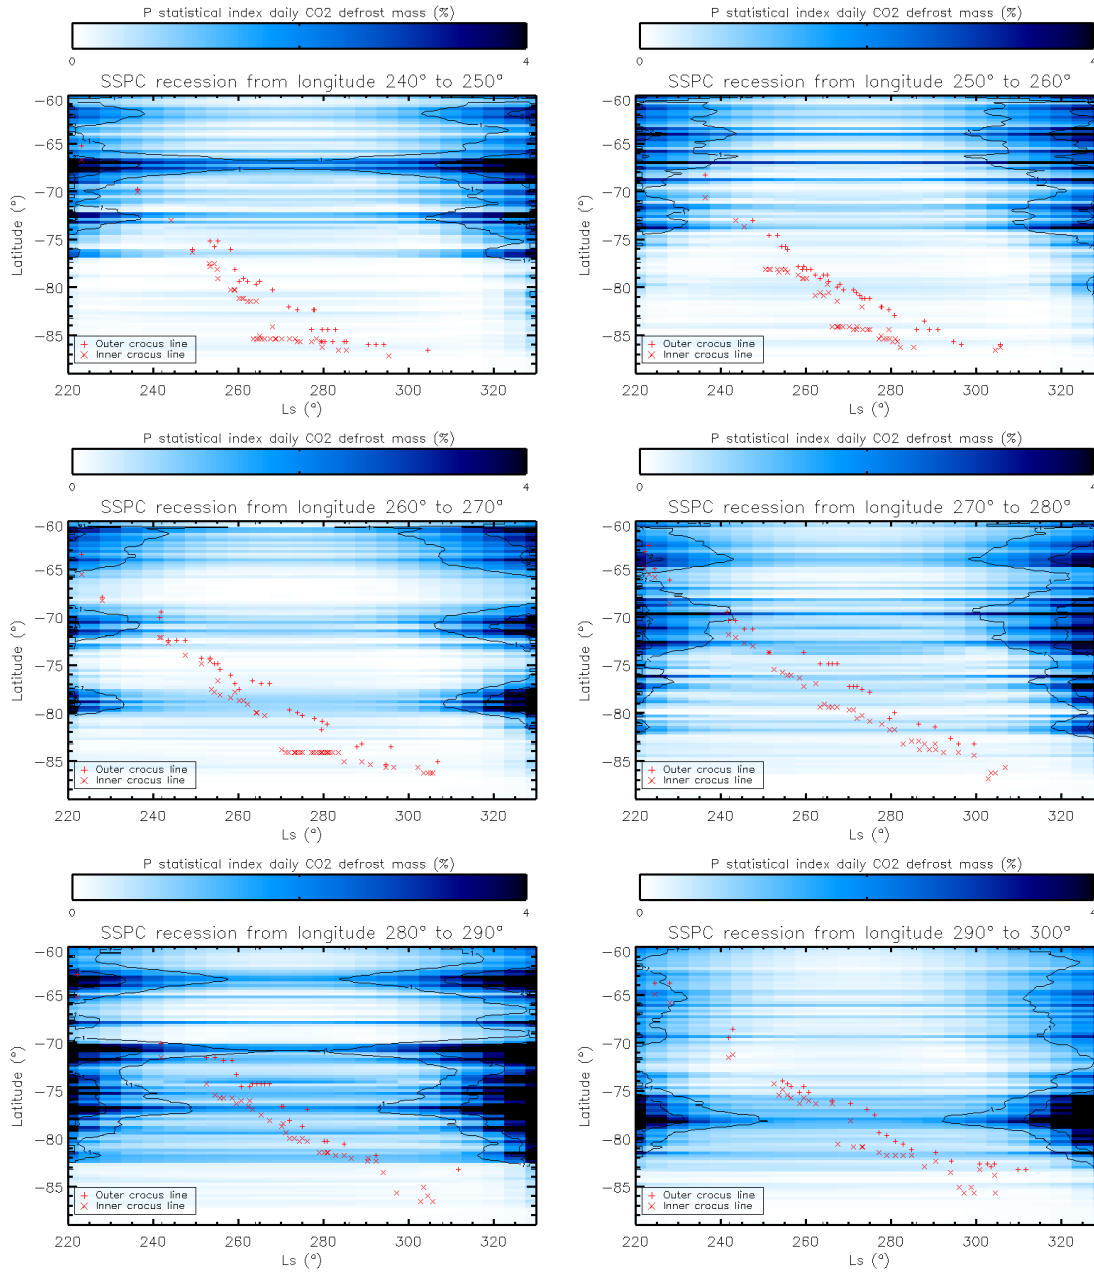 P statistical index daily CO2 defrost mass (%)
0 4
SSPC recession from longitude 240° to 250°
-60
-65
-70
-75
-80
-85
Latitude (°)
1
+ Outer crocus line
× Inner crocus line
220 240 260 280 300 320
Ls (°)
P statistical index daily CO2 defrost mass (%)
0 4
SSPC recession from longitude 250° to 260°
-60
-65
-70
-75
-80
-85
Latitude (°)
1
+ Outer crocus line
× Inner crocus line
220 240 260 280 300 320
Ls (°)
P statistical index daily CO2 defrost mass (%)
0 4
SSPC recession from longitude 260° to 270°
-60
-65
-70
-75
-80
-85
Latitude (°)
1
+ Outer crocus line
× Inner crocus line
220 240 260 280 300 320
Ls (°)
P statistical index daily CO2 defrost mass (%)
0 4
SSPC recession from longitude 270° to 280°
-60
-65
-70
-75
-80
-85
Latitude (°)
1
+ Outer crocus line
× Inner crocus line
220 240 260 280 300 320
Ls (°)
P statistical index daily CO2 defrost mass (%)
0 4
SSPC recession from longitude 280° to 290°
-60
-65
-70
-75
-80
-85
Latitude (°)
1
+ Outer crocus line
× Inner crocus line
220 240 260 280 300 320
Ls (°)
P statistical index daily CO2 defrost mass (%)
0 4
SSPC recession from longitude 290° to 300°
-60
-65
-70
-75
-80
-85
Latitude (°)
1
+ Outer crocus line
× Inner crocus line
220 240 260 280 300 320
Ls (°)